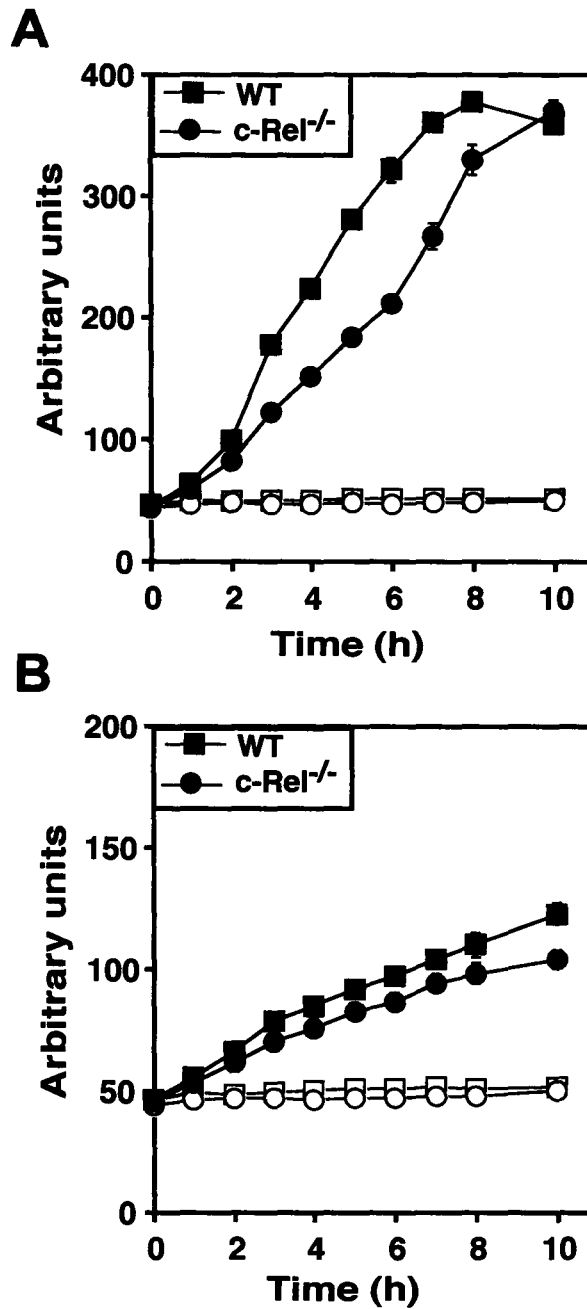 A
400
300
200
100
0
Arbitrary units
WT
c-Rel-/-
0 2 4 6 8 10
Time (h)
B
200
150
100
50
0
Arbitrary units
WT
c-Rel-/-
0 2 4 6 8 10
Time (h)